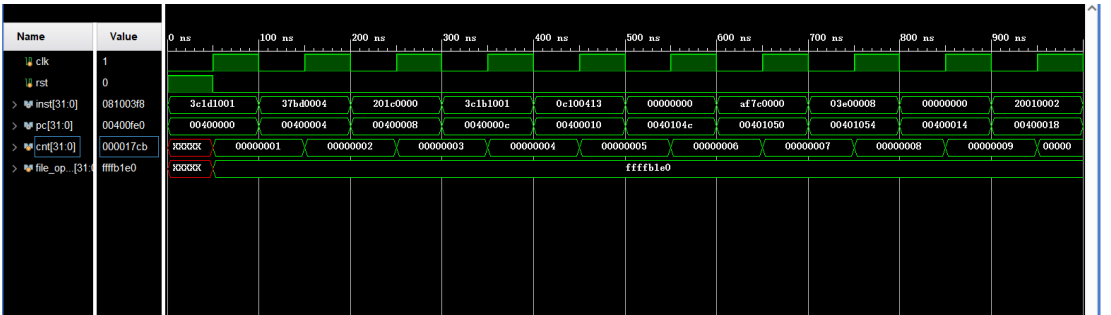 Name Value 0 ns 100 ns 200 ns 300 ns 400 ns 500 ns 600 ns 700 ns 800 ns 900 ns
clk 1
rst 0
inst[31:0] 081003f8 3c1d1001 37bd0004 201c0000 3c1b1001 0c100413 00000000 af7c0000 03e00008 00000000 20010002
pc[31:0] 00400fe0 00400000 00400004 00400008 0040000c 00400010 0040104c 00401050 00401054 00400014 00400018
cnt[31:0] 000017cb XXXXX 00000001 00000002 00000003 00000004 00000005 00000006 00000007 00000008 00000009 00000
file_op...[31:0 ffffb1e0 XXXXX ffffb1e0